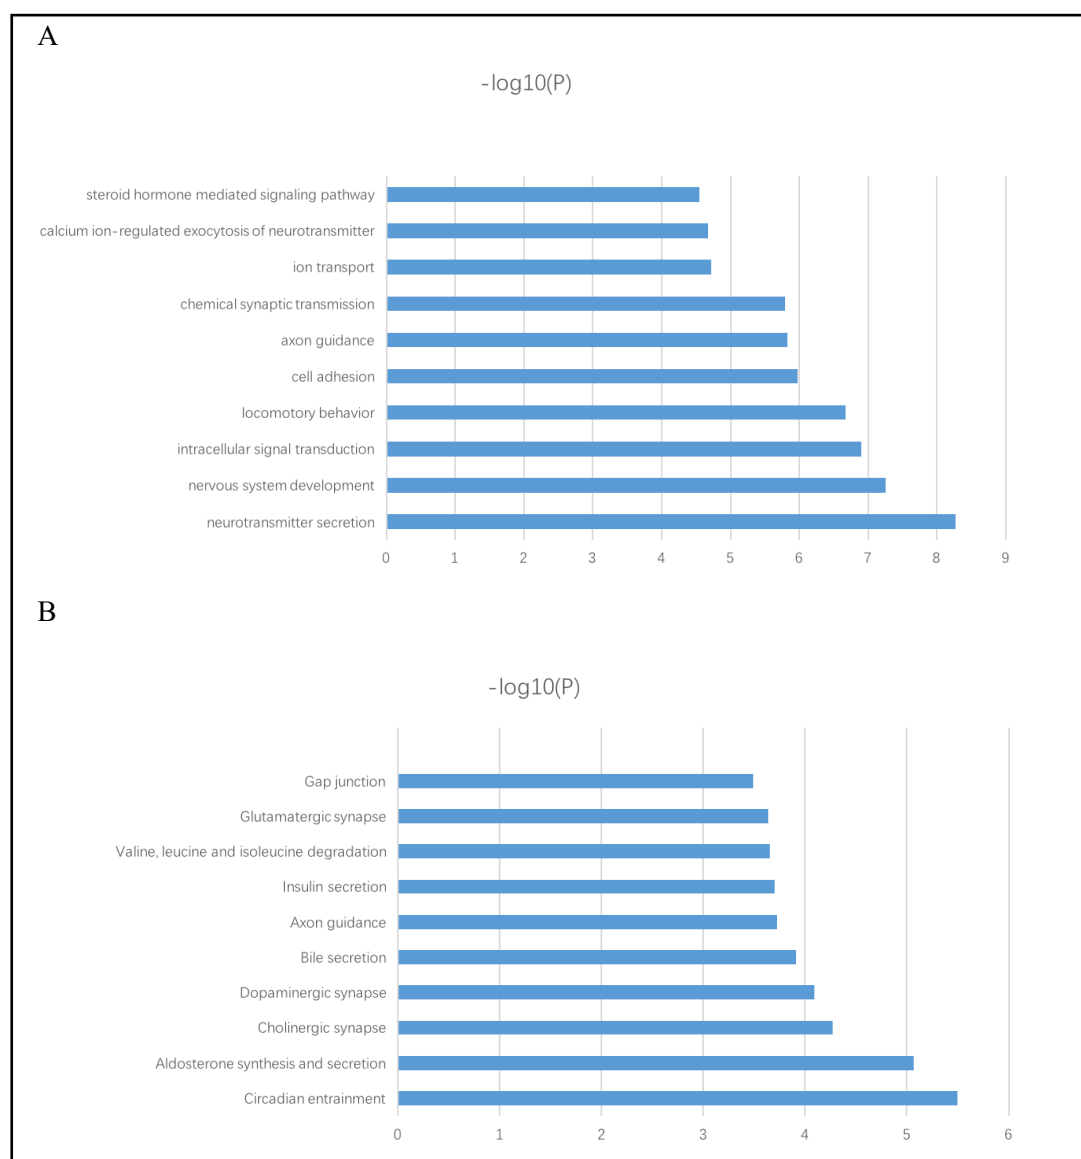 A
-log10(P)
steroid hormone mediated signaling pathway
calcium ion-regulated exocytosis of neurotransmitter
ion transport
chemical synaptic transmission
axon guidance
cell adhesion
locomotory behavior
intracellular signal transduction
nervous system development
neurotransmitter secretion
0 1 2 3 4 5 6 7 8 9
B
-log10(P)
Gap junction
Glutamatergic synapse
Valine, leucine and isoleucine degradation
Insulin secretion
Axon guidance
Bile secretion
Dopaminergic synapse
Cholinergic synapse
Aldosterone synthesis and secretion
Circadian entrainment
0 1 2 3 4 5 6